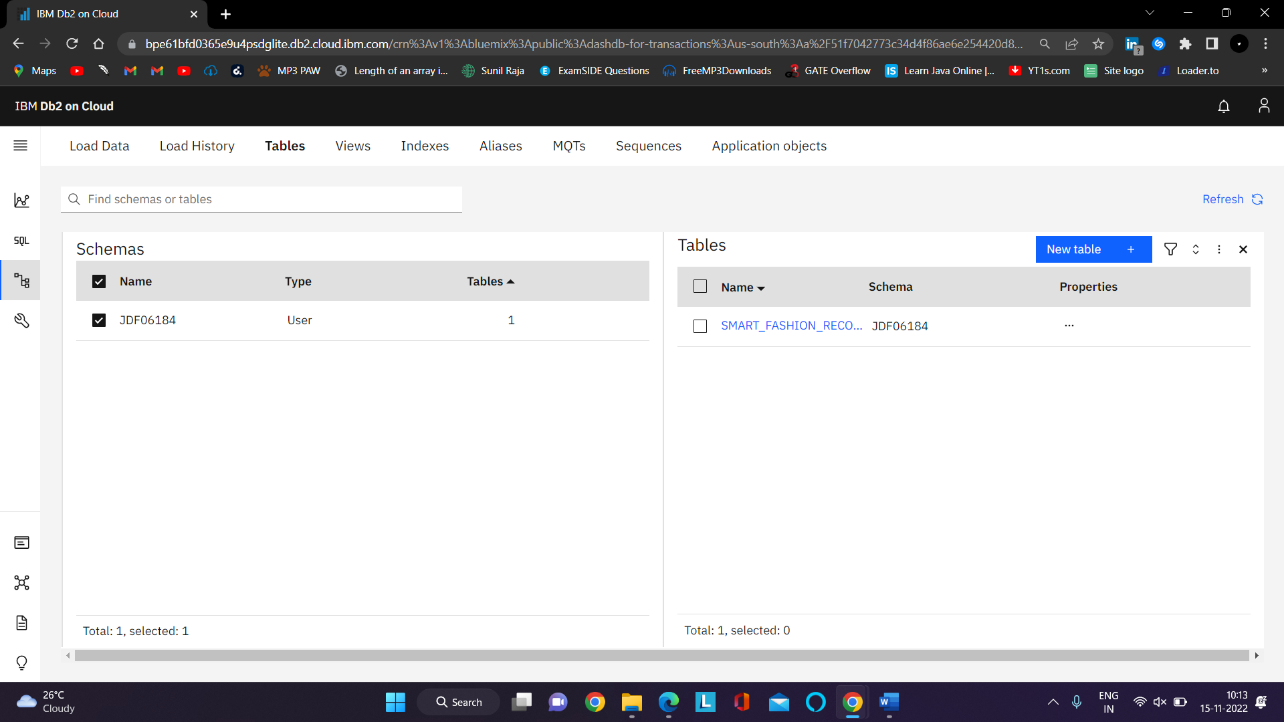 IBM Db2 on Cloud
bpe61bfd0365e9u4psdglite.db2.cloud.ibm.com/crn%3Av1%3Abluemix%3Apublic%3Adashdb-for-transactions%3Aus-south%3Aa%2F51f7042773c34d4f86ae6e254420d8...
Maps
MP3 PAW
Length of an array i...
Sunil Raja
ExamSIDE Questions
FreeMP3Downloads
GATE Overflow
IS Learn Java Online |...
YT1s.com
Site logo
Loader.to
»
IBM Db2 on Cloud
Load Data
Load History
Tables
Views
Indexes
Aliases
MQTs
Sequences
Application objects
SQL
Find schemas or tables
Refresh
Schemas
Name Type Tables
JDF06184 User 1
Total: 1, selected: 1
Tables
New table +
Name Schema Properties
SMART_FASHION_RECO... JDF06184 ...
Total: 1, selected: 0
26°C
Cloudy
Search
ENG
IN
10:13
15-11-2022